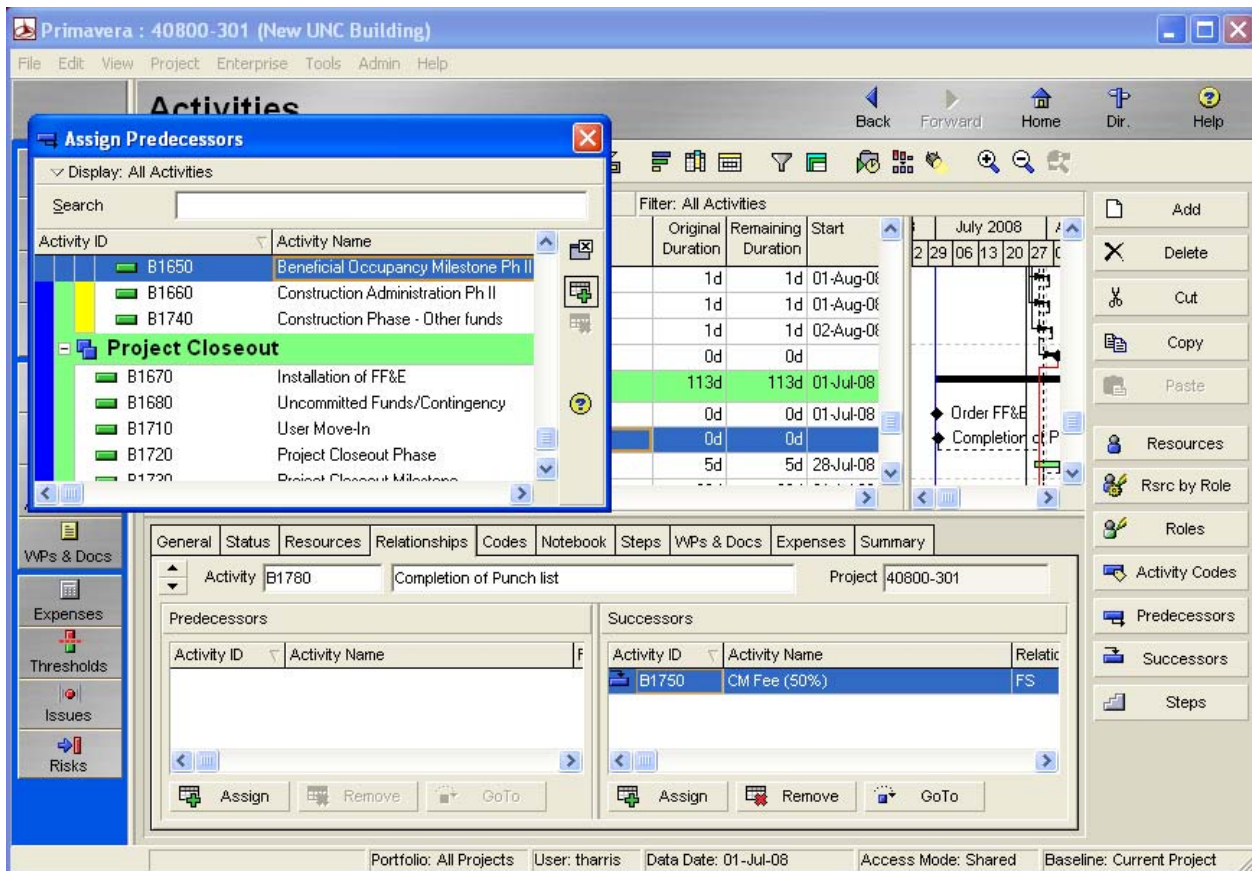 Primavera : 40800-301 (New UNC Building)
File Edit View Project Enterprise Tools Admin Help
Activities
Back Forward Home Dir. Help
Assign Predecessors
Display: All Activities
Search
Activity ID Activity Name
B1650 Beneficial Occupancy Milestone Ph II
B1660 Construction Administration Ph II
B1740 Construction Phase - Other funds
Project Closeout
B1670 Installation of FF&E
B1680 Uncommitted Funds/Contingency
B1710 User Move-In
B1720 Project Closeout Phase
B1730 Project Closeout Milestone
Filter: All Activities
Original Duration Remaining Duration Start
1d 1d 01-Aug-08
1d 1d 01-Aug-08
1d 1d 02-Aug-08
0d 0d
113d 113d 01-Jul-08
0d 0d 01-Jul-08
0d 0d
5d 5d 28-Jul-08
July 2008 A
2 29 06 13 20 27
Order FF&E
Completion of P
Add
Delete
Cut
Copy
Paste
Resources
Rsrc by Role
Roles
Activity Codes
Predecessors
Successors
Steps
WPs & Docs
Expenses
Thresholds
Issues
Risks
General Status Resources Relationships Codes Notebook Steps WPs & Docs Expenses Summary
Activity B1780 Completion of Punch list Project 40800-301
Predecessors
Activity ID Activity Name
Assign Remove GoTo
Successors
Activity ID Activity Name Relatic
B1750 CM Fee (50%) FS
Assign Remove GoTo
Portfolio: All Projects User: tharris Data Date: 01-Jul-08 Access Mode: Shared Baseline: Current Project